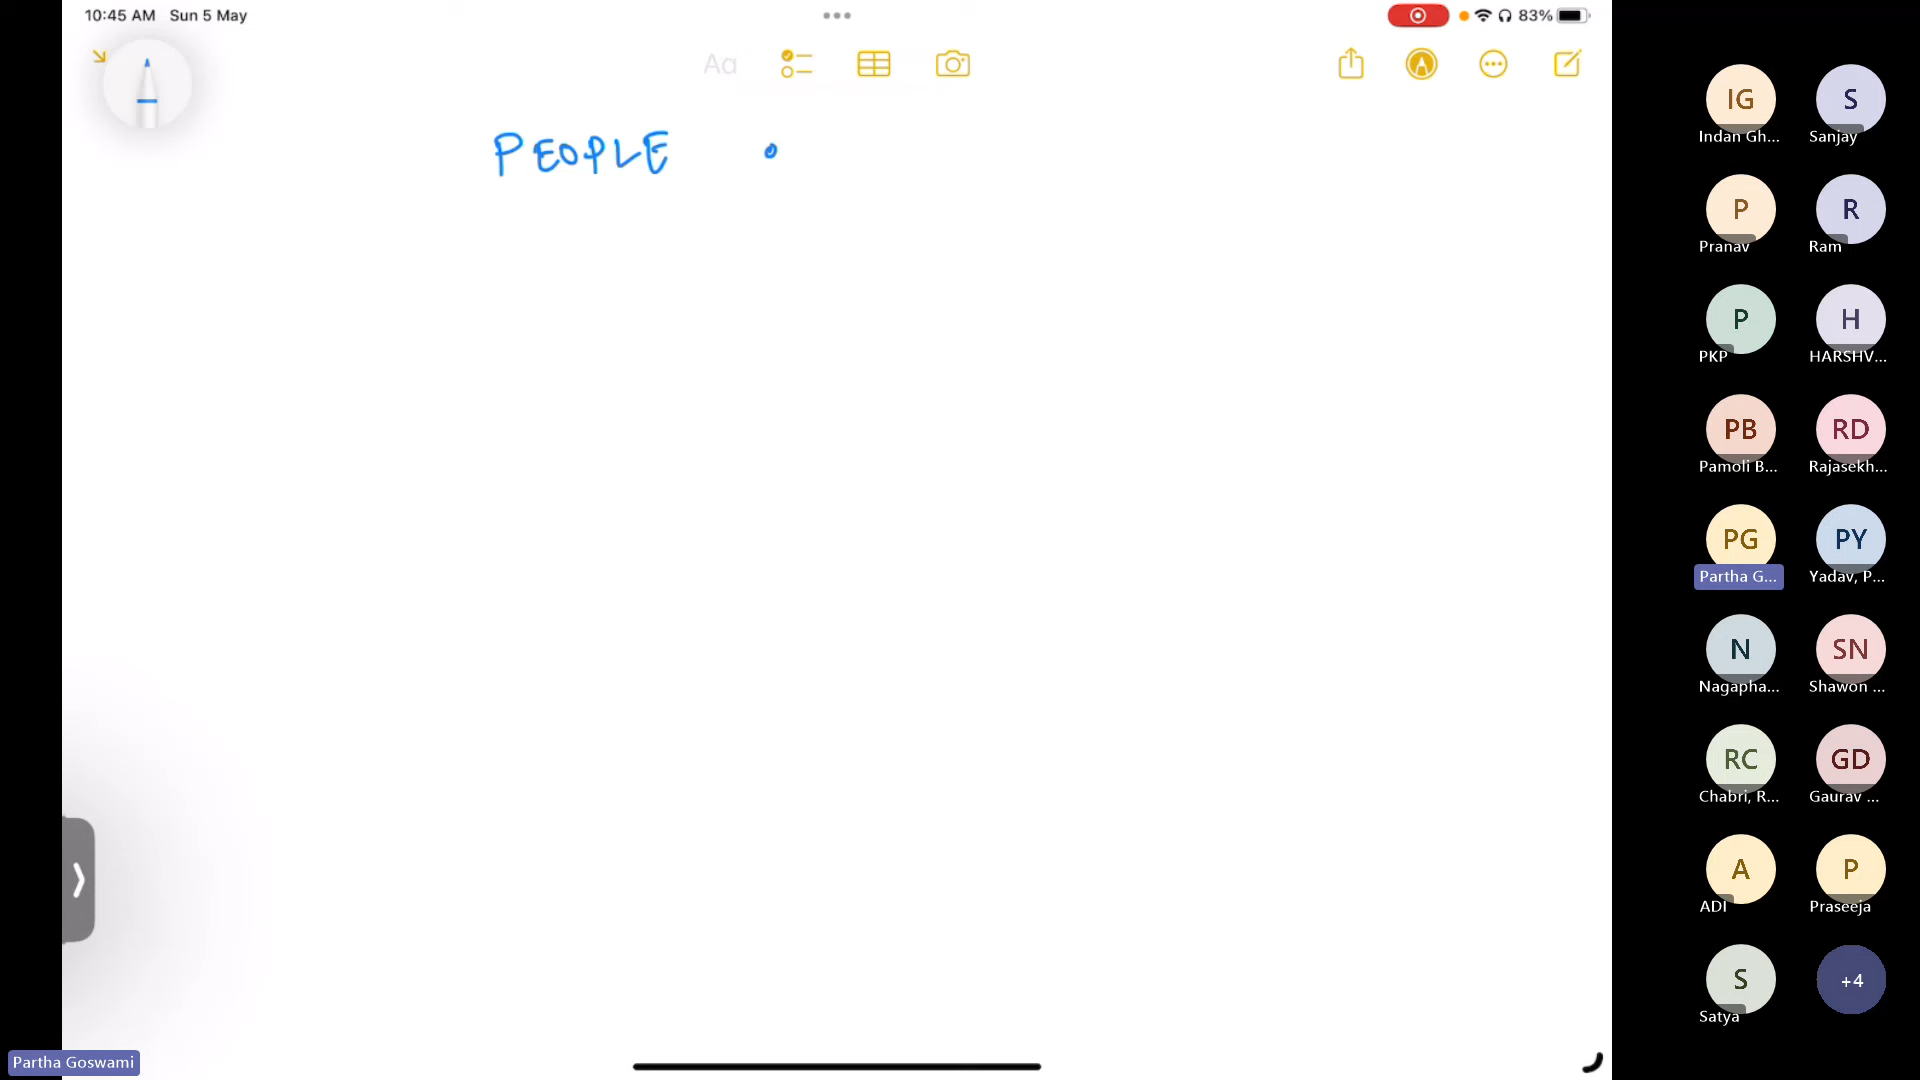 10:45 AM Sun 5 May
83%
Aa
PEOPLE
IG
Indan Gh...
S
Sanjay
P
Pranav
R
Ram
P
PKP
H
HARSHV...
PB
Pamoli B...
RD
Rajasekh...
PG
Partha G...
PY
Yadav, P...
N
Nagapha...
SN
Shawon ...
RC
Chabri, R...
GD
Gaurav ...
A
ADI
P
Praseeja
S
Satya
+4
Partha Goswami